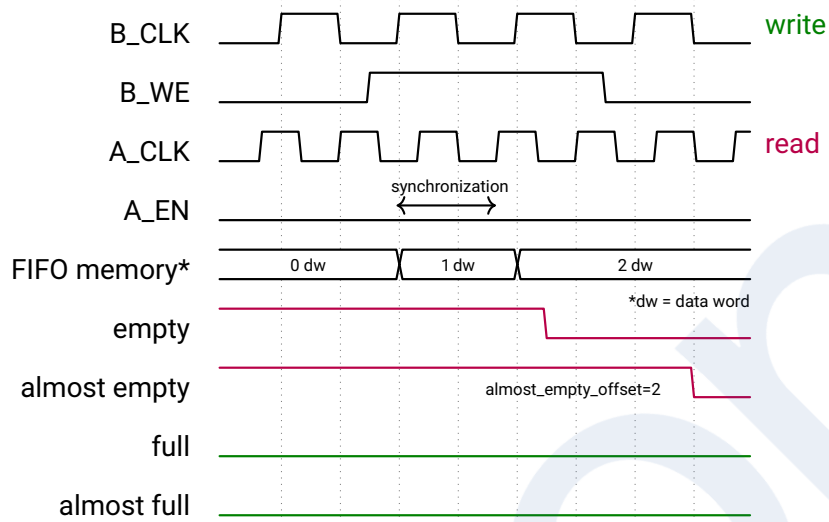 B_CLK
write
B_WE
A_CLK
read
synchronization
A_EN
FIFO memory*
0 dw
1 dw
2 dw
*dw = data word
empty
almost empty
almost_empty_offset=2
full
almost full